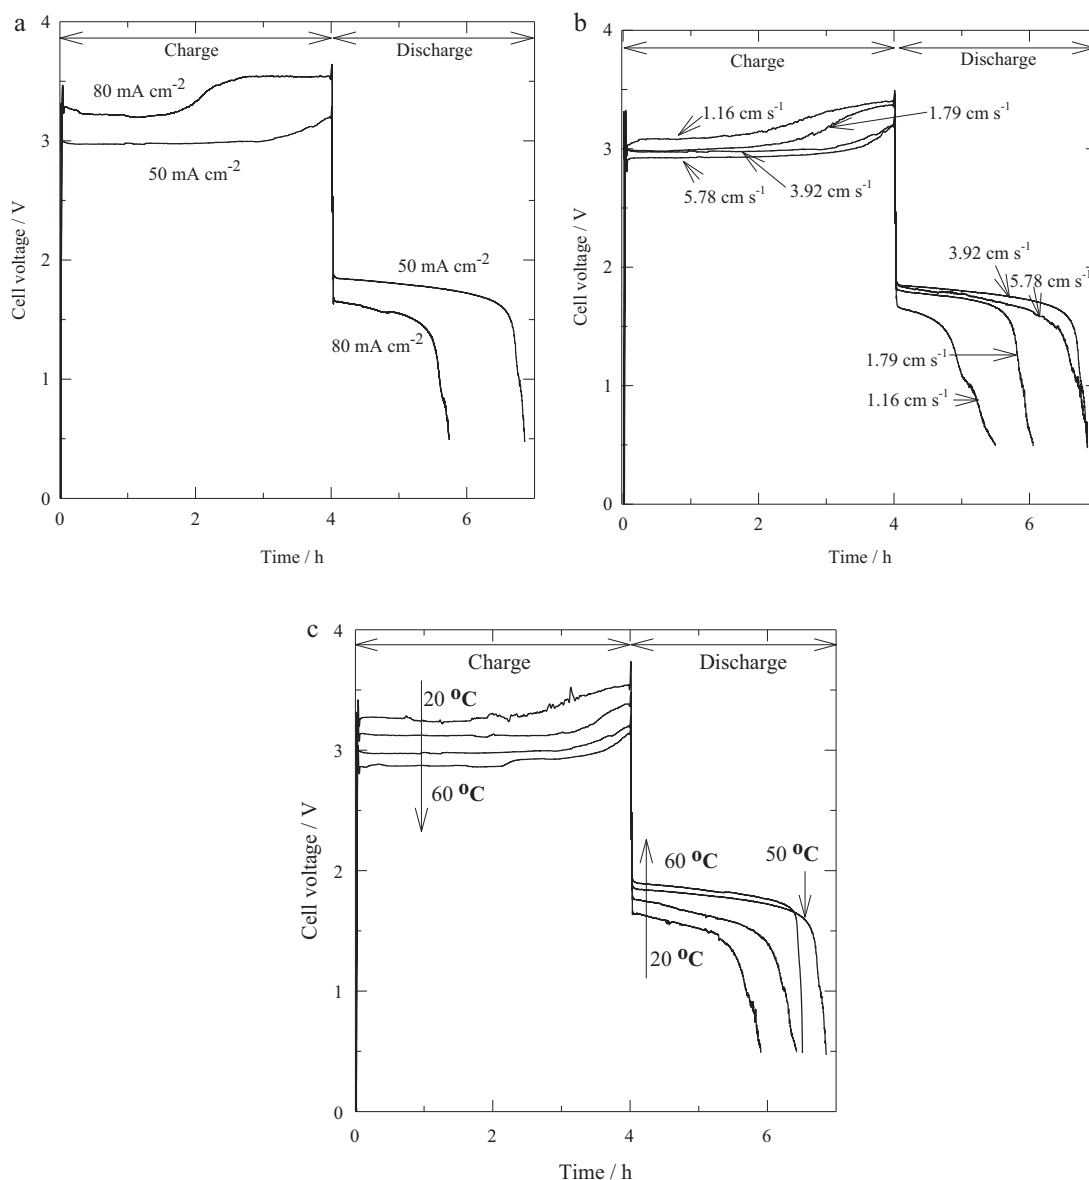 a
4
Charge
Discharge
80 mA cm-2
3
50 mA cm-2
Cell voltage / V
2
50 mA cm-2
80 mA cm-2
1
0
0 2 4 6
Time / h
b
4
Charge
Discharge
1.16 cm s-1
1.79 cm s-1
3
5.78 cm s-1
3.92 cm s-1
Cell voltage / V
3.92 cm s-1
2
5.78 cm s-1
1.79 cm s-1
1
1.16 cm s-1
0
0 2 4 6
Time / h
c
4
Charge
Discharge
20 oC
3
60 oC
Cell voltage / V
2
60 oC
50 oC
20 oC
1
0
0 2 4 6
Time / h